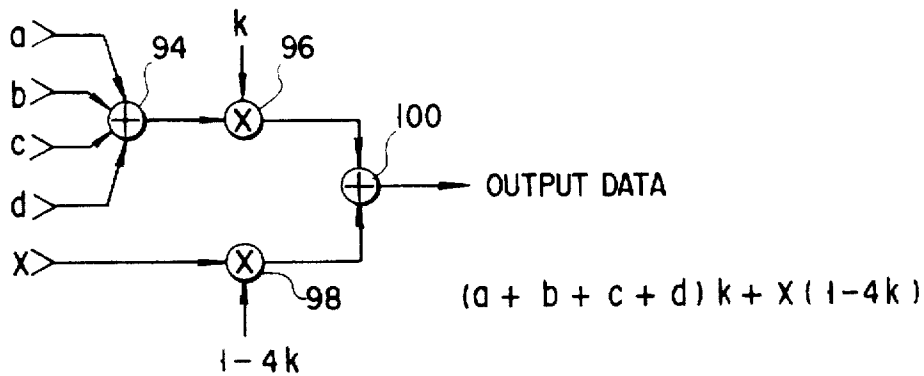 a
b
c
d
X
94
k
96
X
100
OUTPUT DATA
X
98
1-4k
(a + b + c + d) k + X (1-4k)